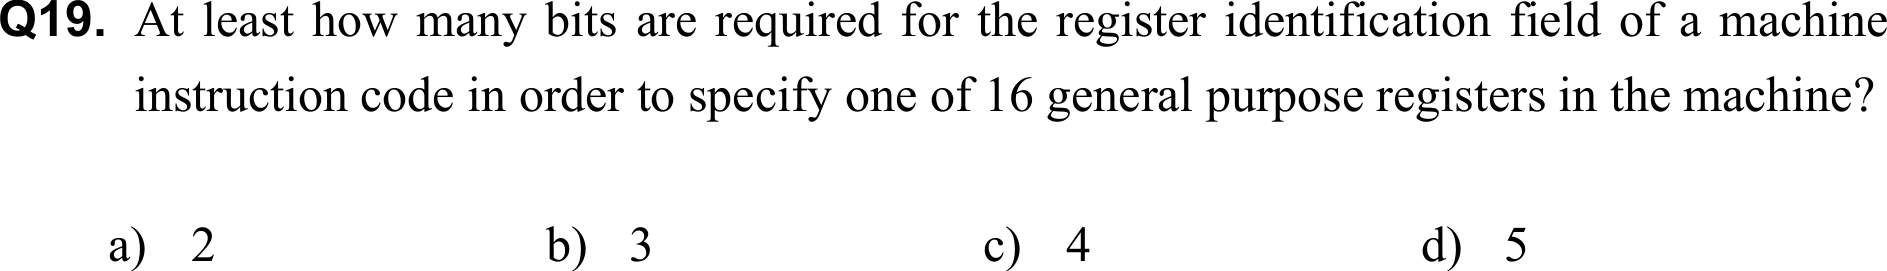 Q19. At least how many bits are required for the register identification field of a machine
instruction code in order to specify one of 16 general purpose registers in the machine?
a) 2 b) 3 c) 4 d) 5